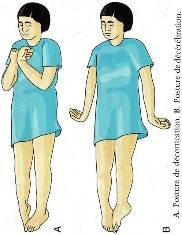 A
B
A. Posture de décortication. B. Posture de décérébration.